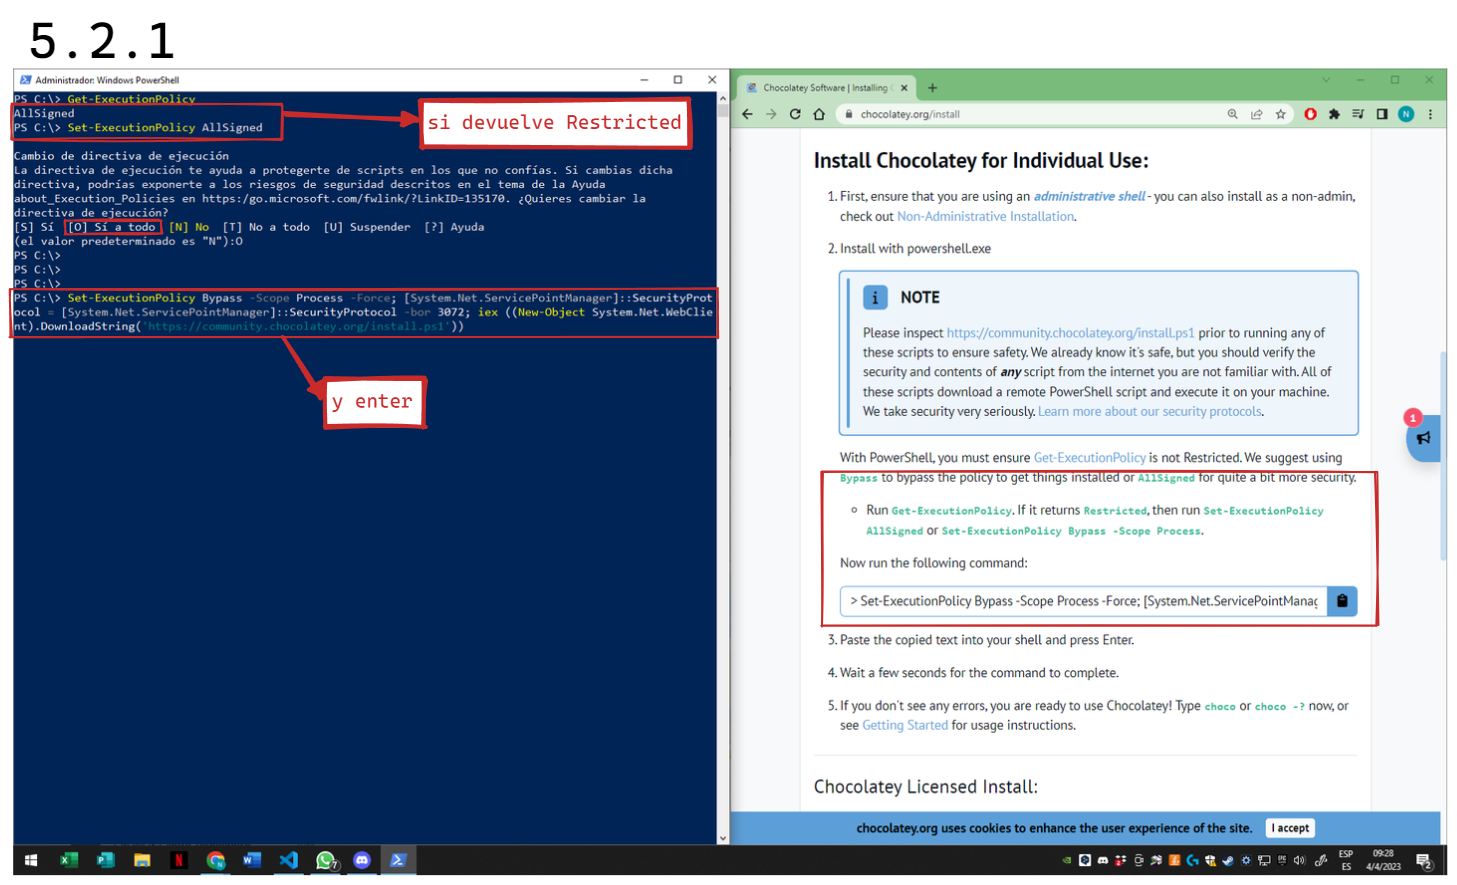 5.2.1
Administrador: Windows PowerShell
PS C:\> Get-ExecutionPolicy
AllSigned
PS C:\> Set-ExecutionPolicy AllSigned
si devuelve Restricted
Cambio de directiva de ejecución
La directiva de ejecución te ayuda a protegerte de scripts en los que no confías. Si cambias dicha
directiva, podrías exponerte a los riesgos de seguridad descritos en el tema de la Ayuda
about_Execution_Policies en https:/go.microsoft.com/fwlink/?LinkID=135170. ¿Quieres cambiar la
directiva de ejecución?
[S] Sí  [O] Sí a todo  [N] No  [T] No a todo  [U] Suspender  [?] Ayuda
(el valor predeterminado es "N"):O
PS C:\>
PS C:\>
PS C:\>
PS C:\> Set-ExecutionPolicy Bypass -Scope Process -Force; [System.Net.ServicePointManager]::SecurityProt
ocol = [System.Net.ServicePointManager]::SecurityProtocol -bor 3072; iex ((New-Object System.Net.WebClie
nt).DownloadString('https://community.chocolatey.org/install.ps1'))
y enter
Chocolatey Software | Installing
chocolatey.org/install
N
Install Chocolatey for Individual Use:
1. First, ensure that you are using an administrative shell - you can also install as a non-admin,
check out Non-Administrative Installation.
2. Install with powershell.exe
NOTE
Please inspect https://community.chocolatey.org/install.ps1 prior to running any of
these scripts to ensure safety. We already know it's safe, but you should verify the
security and contents of any script from the internet you are not familiar with. All of
these scripts download a remote PowerShell script and execute it on your machine.
We take security very seriously. Learn more about our security protocols.
1
With PowerShell, you must ensure Get-ExecutionPolicy is not Restricted. We suggest using
Bypass to bypass the policy to get things installed or AllSigned for quite a bit more security.
Run Get-ExecutionPolicy. If it returns Restricted, then run Set-ExecutionPolicy
AllSigned or Set-ExecutionPolicy Bypass -Scope Process.
Now run the following command:
> Set-ExecutionPolicy Bypass -Scope Process -Force; [System.Net.ServicePointManag
3. Paste the copied text into your shell and press Enter.
4. Wait a few seconds for the command to complete.
5. If you don't see any errors, you are ready to use Chocolatey! Type choco or choco -? now, or
see Getting Started for usage instructions.
Chocolatey Licensed Install:
chocolatey.org uses cookies to enhance the user experience of the site. I accept
ESP
ES
09:28
4/4/2023
2